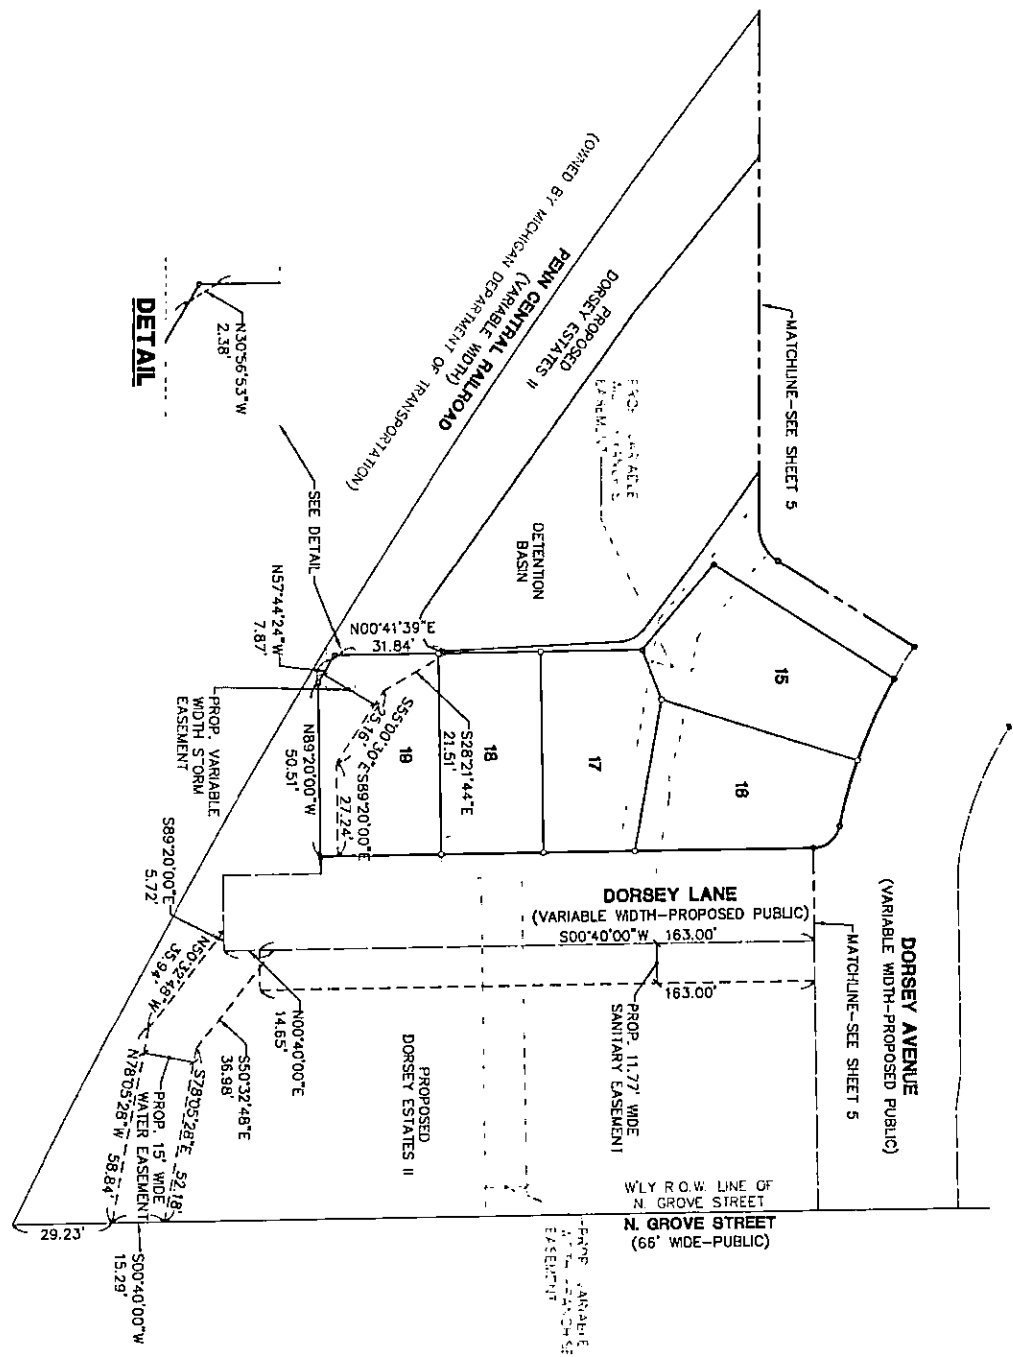 MATCHLINE-SEE SHEET 5
(OWNED BY MICHIGAN DEPARTMENT OF TRANSPORTATION)
PENN CENTRAL RAILROAD
(VARIABLE WIDTH)
PROPOSED
DORSEY ESTATES II
EASEMENT
DETENTION
BASIN
DETAIL
N30°56'53"W
2.38'
SEE DETAIL
N57°44'24"W
7.87'
N00°41'39"E
31.84'
15
16
17
18
19
S28°21'44"E
21.51'
S55°00'30"E
25.16'
S89°20'00"E
27.24'
N89°20'00"W
50.51'
PROP. VARIABLE
WIDTH STORM
EASEMENT
DORSEY LANE
(VARIABLE WIDTH-PROPOSED PUBLIC)
S00°40'00"W 163.00'
163.00'
PROP. 11.77' WIDE
SANITARY EASEMENT
DORSEY AVENUE
(VARIABLE WIDTH-PROPOSED PUBLIC)
MATCHLINE-SEE SHEET 5
S89°20'00"E
5.72'
N50°32'48"W
35.94'
N00°40'00"E
14.65'
S50°32'48"E
36.98'
PROPOSED
DORSEY ESTATES II
S78°05'28"E 52.18'
PROP. 15' WIDE
WATER EASEMENT
N78°05'28"W 58.84'
W'LY R.O.W. LINE OF
N. GROVE STREET
N. GROVE STREET
(66' WIDE-PUBLIC)
29.23'
S00°40'00"W
15.29'
EASEMENT